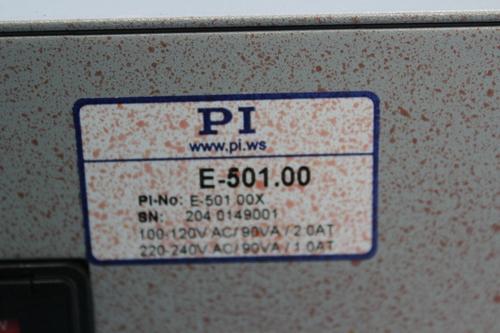 PI
www.pi.ws
E-501.00
PI-No: E-501.00X
SN: 204 0149001
100-120V AC/ 90VA / 2.0AT
220-240V AC/ 90VA / 1.0AT